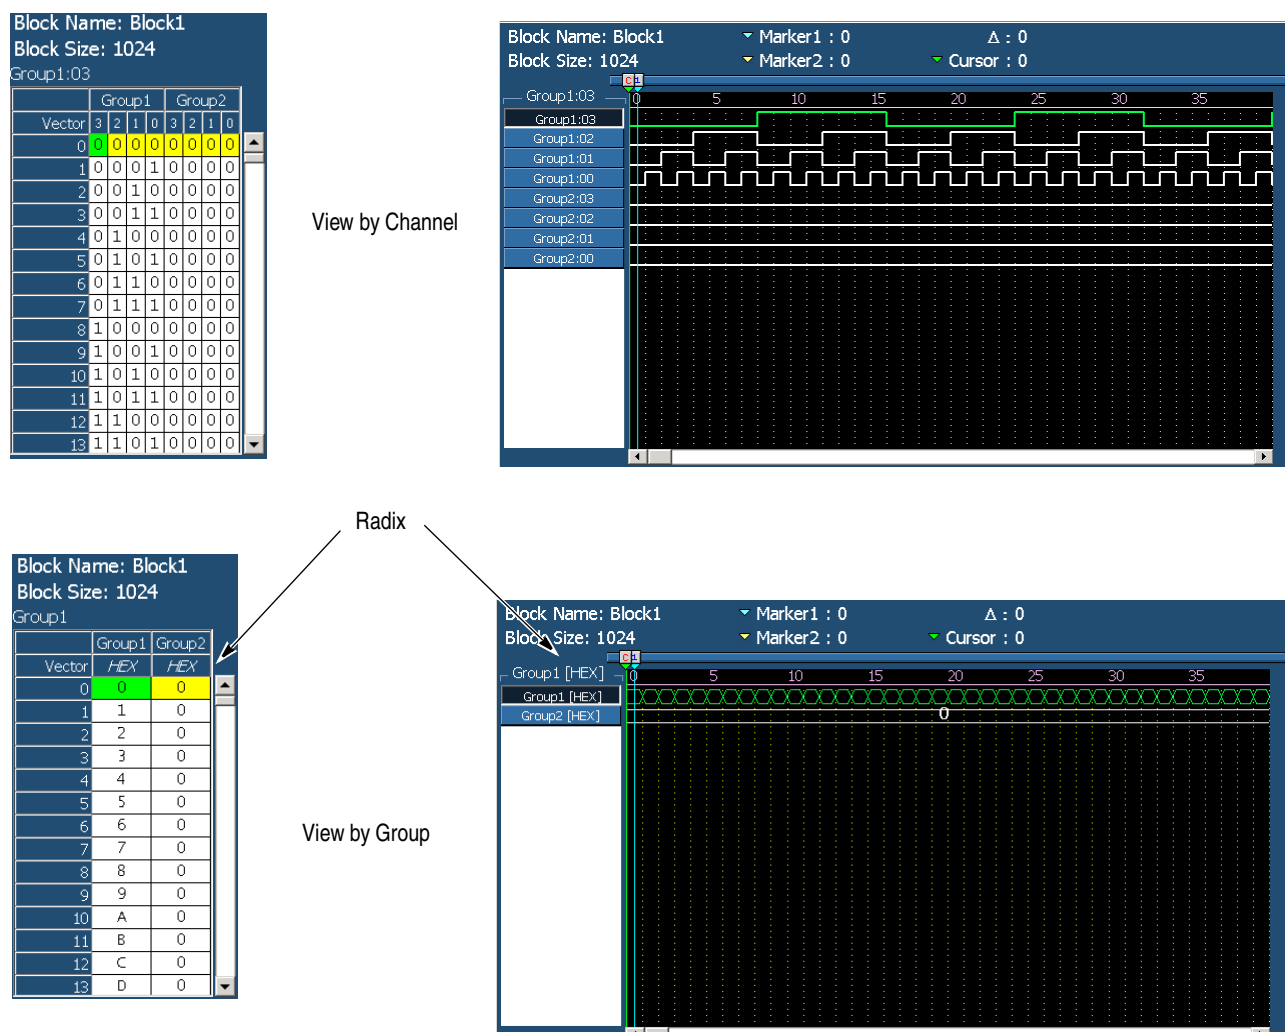 Block Name: Block1
Block Size: 1024
Group1:03
Group1 Group2
Vector 3 2 1 0 3 2 1 0
0 0 0 0 0 0 0 0 0
1 0 0 0 1 0 0 0 0
2 0 0 1 0 0 0 0 0
3 0 0 1 1 0 0 0 0
4 0 1 0 0 0 0 0 0
5 0 1 0 1 0 0 0 0
6 0 1 1 0 0 0 0 0
7 0 1 1 1 0 0 0 0
8 1 0 0 0 0 0 0 0
9 1 0 0 1 0 0 0 0
10 1 0 1 0 0 0 0 0
11 1 0 1 1 0 0 0 0
12 1 1 0 0 0 0 0 0
13 1 1 0 1 0 0 0 0
View by Channel
Block Name: Block1 Marker1 : 0 Δ : 0
Block Size: 1024 Marker2 : 0 Cursor : 0
C 1
Group1:03 0 5 10 15 20 25 30 35
Group1:03
Group1:02
Group1:01
Group1:00
Group2:03
Group2:02
Group2:01
Group2:00
Radix
Block Name: Block1
Block Size: 1024
Group1
Group1 Group2
Vector HEX HEX
0 0 0
1 1 0
2 2 0
3 3 0
4 4 0
5 5 0
6 6 0
7 7 0
8 8 0
9 9 0
10 A 0
11 B 0
12 C 0
13 D 0
View by Group
Block Name: Block1 Marker1 : 0 Δ : 0
Block Size: 1024 Marker2 : 0 Cursor : 0
C 1
Group1 [HEX] 0 5 10 15 20 25 30 35
Group1 [HEX]
Group2 [HEX] 0